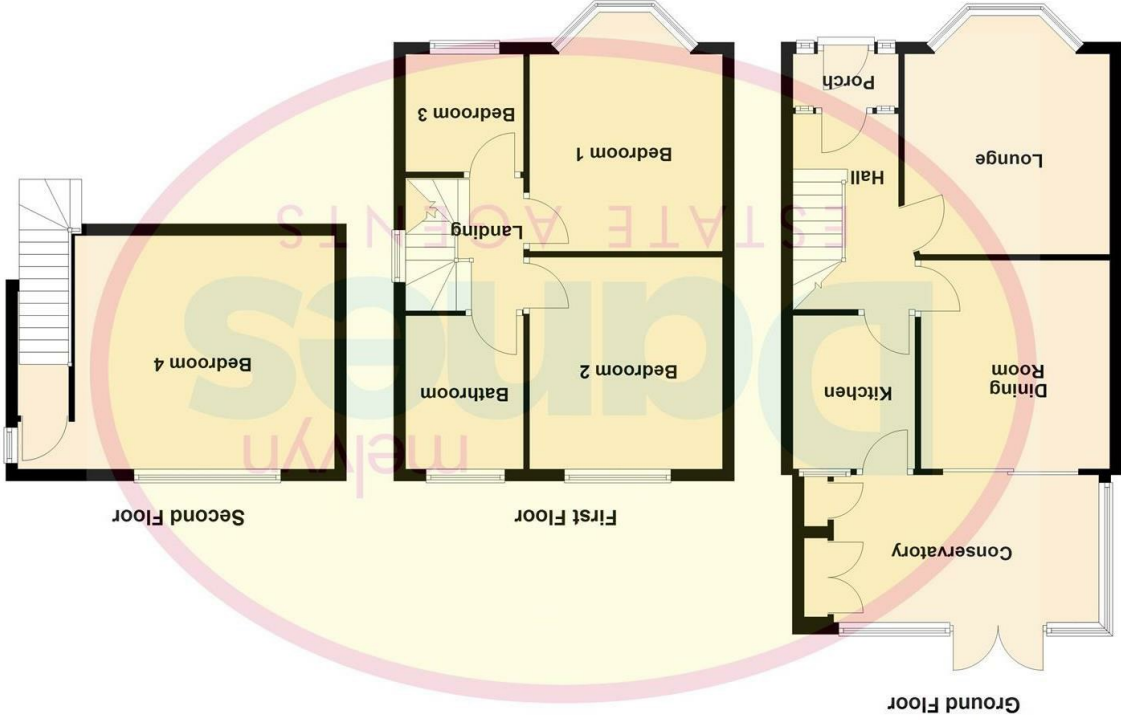 Ground Floor
Conservatory
Dining
Room
Kitchen
Lounge
Hall
Porch
First Floor
Bedroom 2
Bathroom
Landing
Bedroom 1
Bedroom 3
Second Floor
Bedroom 4
melvyn
Danes
ESTATE AGENTS